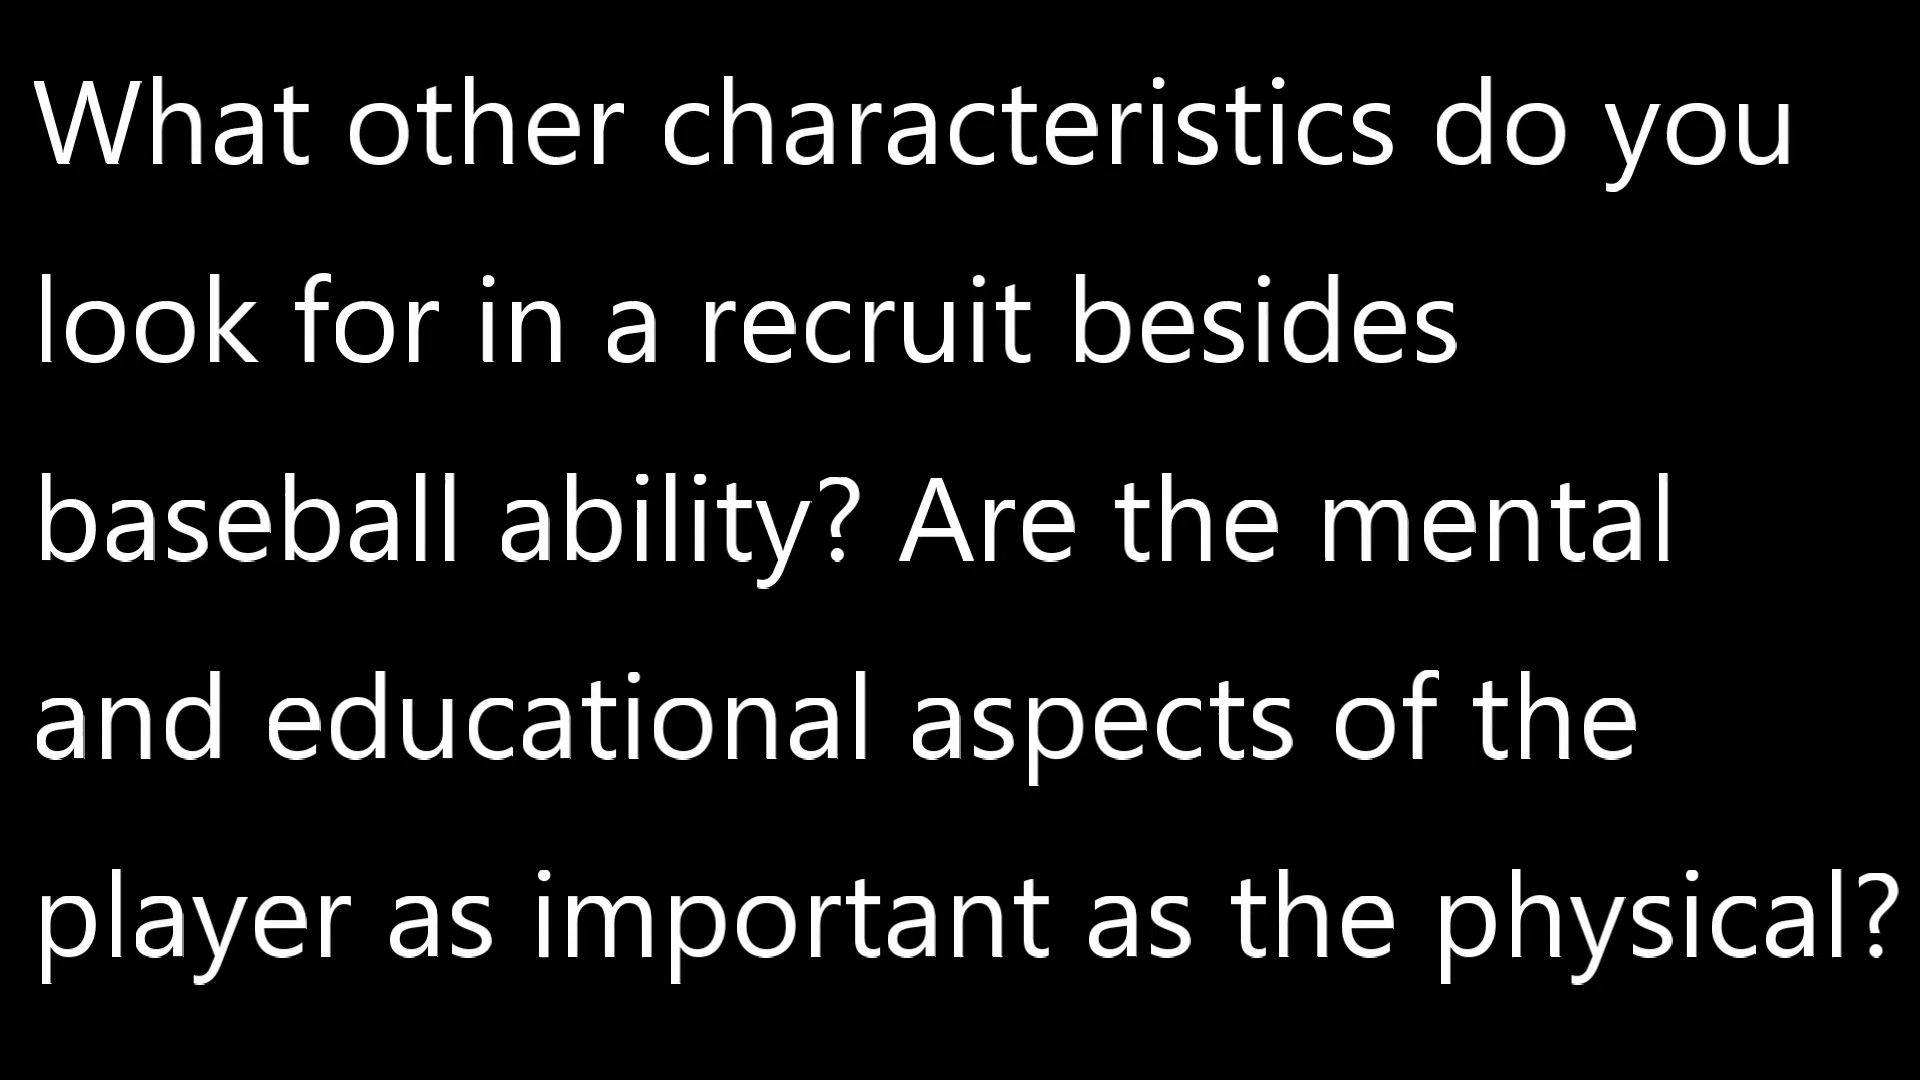 What other characteristics do you
look for in a recruit besides
baseball ability? Are the mental
and educational aspects of the
player as important as the physical?